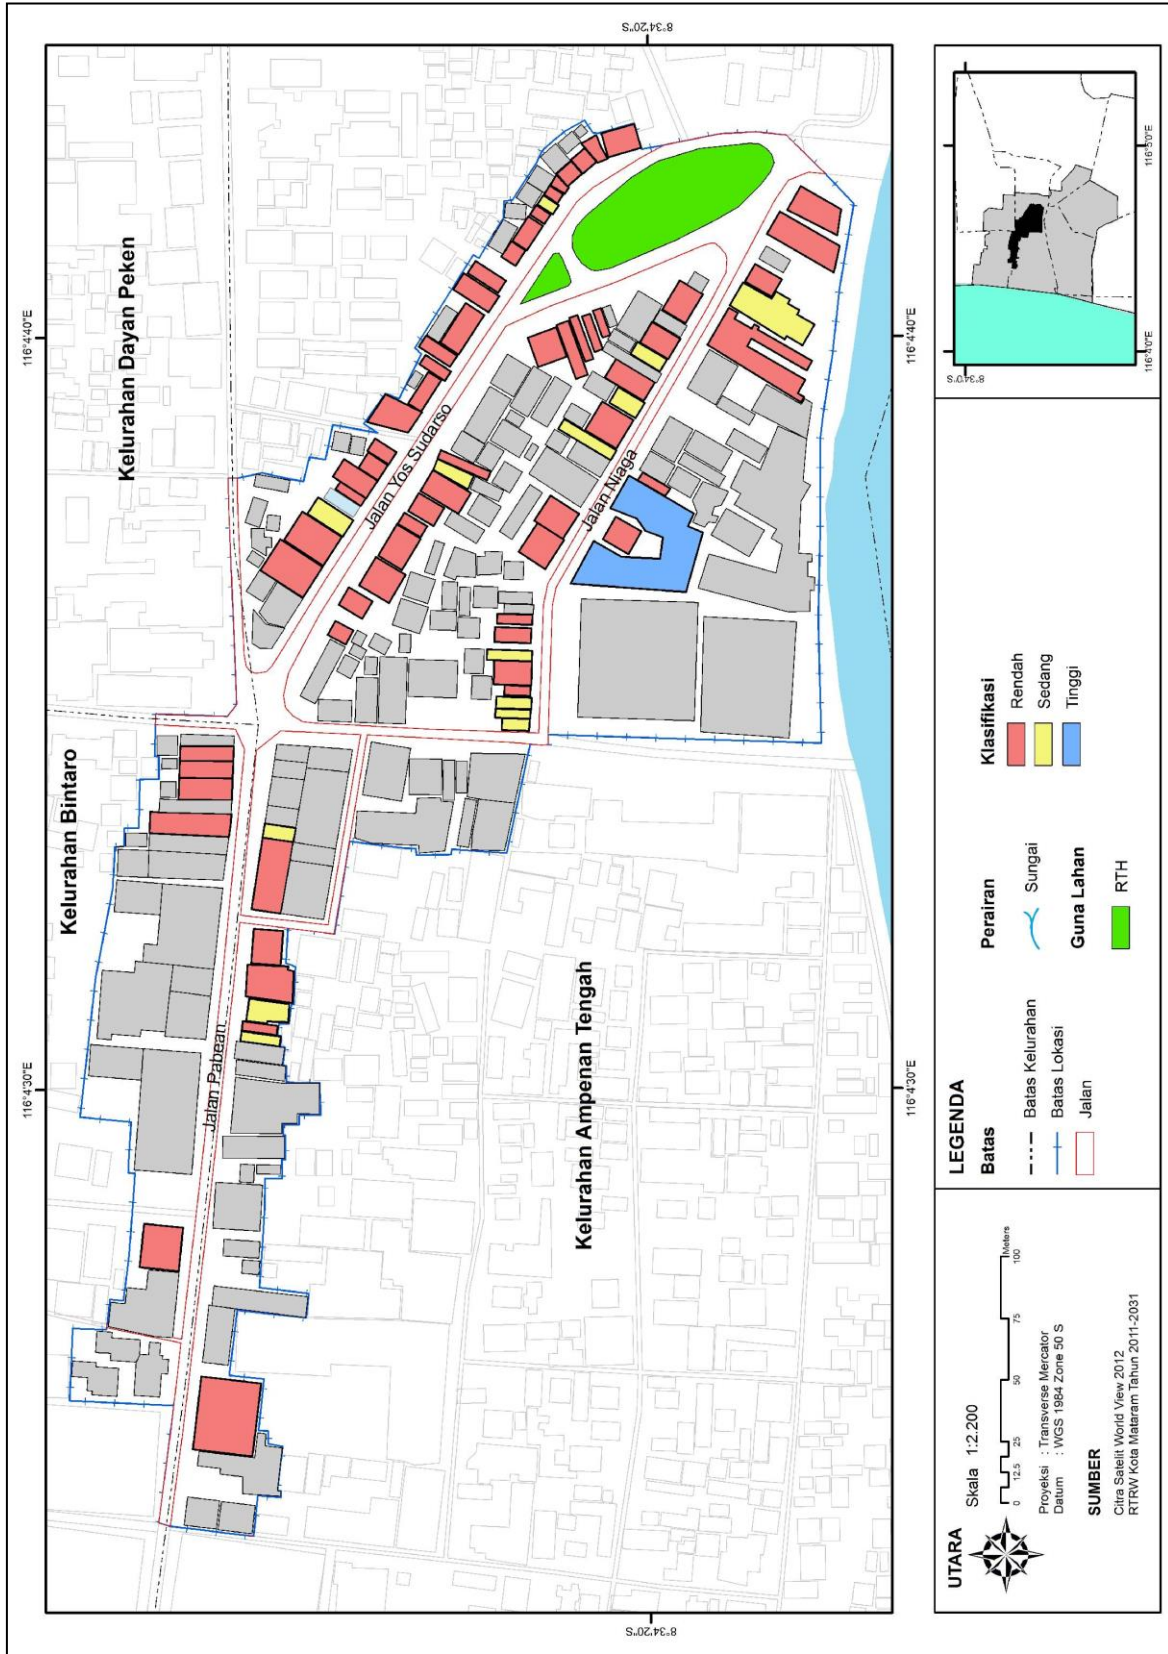 8°34'20"S
116°4'40"E
116°4'30"E
Kelurahan Bintaro
Kelurahan Dayan Peken
Kelurahan Ampenan Tengah
Jalan Pabean
Jalan Yos Sudarso
Jalan Niaga
116°4'30"E
116°4'40"E
8°34'20"S
UTARA
Skala 1:2.200
0 12.5 25 50 75 100
Meters
Proyeksi : Transverse Mercator
Datum : WGS 1984 Zone 50 S
SUMBER
Citra Satelit World View 2012
RTRW Kota Mataram Tahun 2011-2031
LEGENDA
Batas
Batas Kelurahan
Batas Lokasi
Jalan
Perairan
Sungai
Guna Lahan
RTH
Klasifikasi
Rendah
Sedang
Tinggi
8°34'0"S
116°4'0"E
116°5'0"E